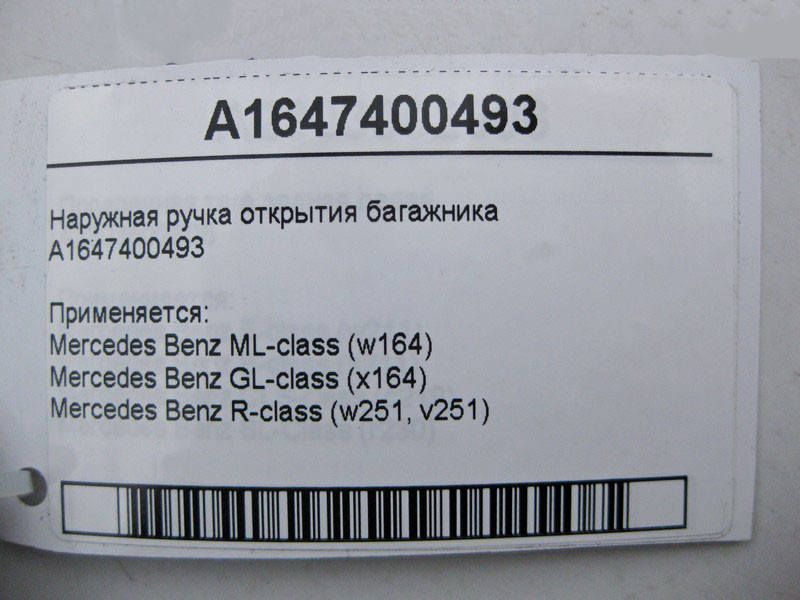 A1647400493
Наружная ручка открытия багажника
A1647400493
Применяется:
Mercedes Benz ML-class (w164)
Mercedes Benz GL-class (x164)
Mercedes Benz R-class (w251, v251)